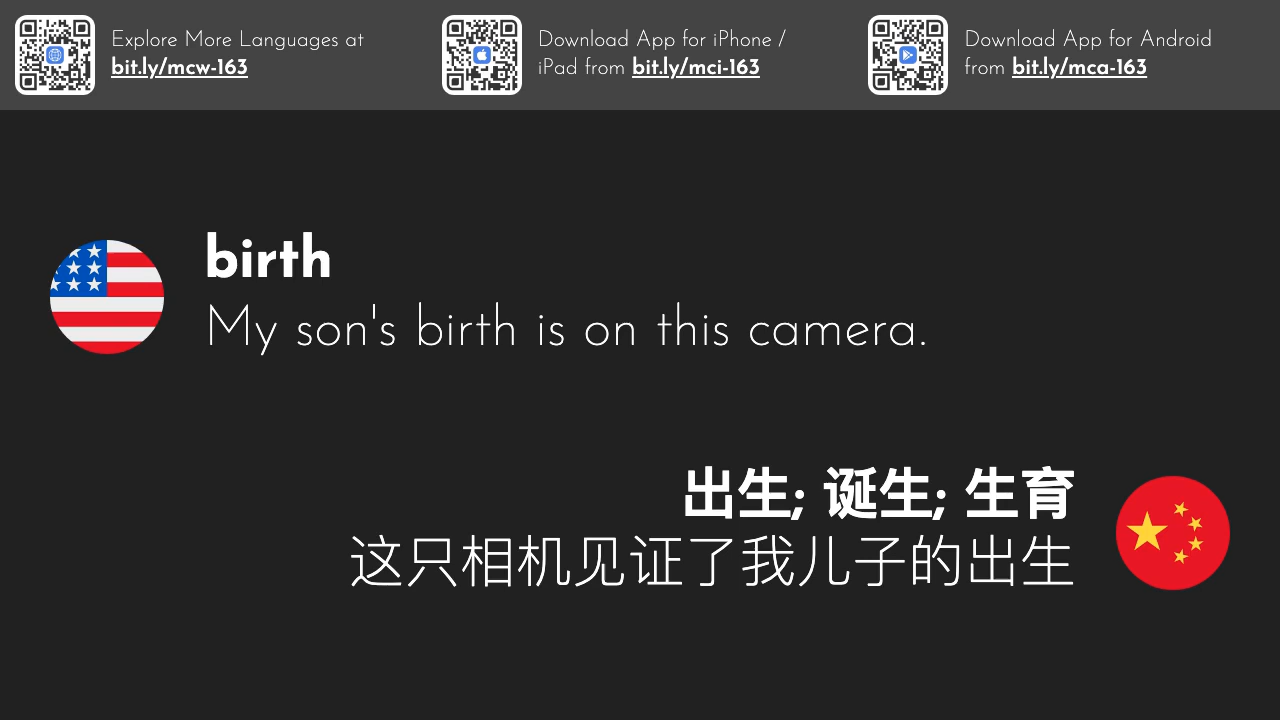 Explore More Languages at
bit.ly/mcw-163
Download App for iPhone /
iPad from bit.ly/mci-163
Download App for Android
from bit.ly/mca-163
birth
My son's birth is on this camera.
出生; 诞生; 生育
这只相机见证了我儿子的出生